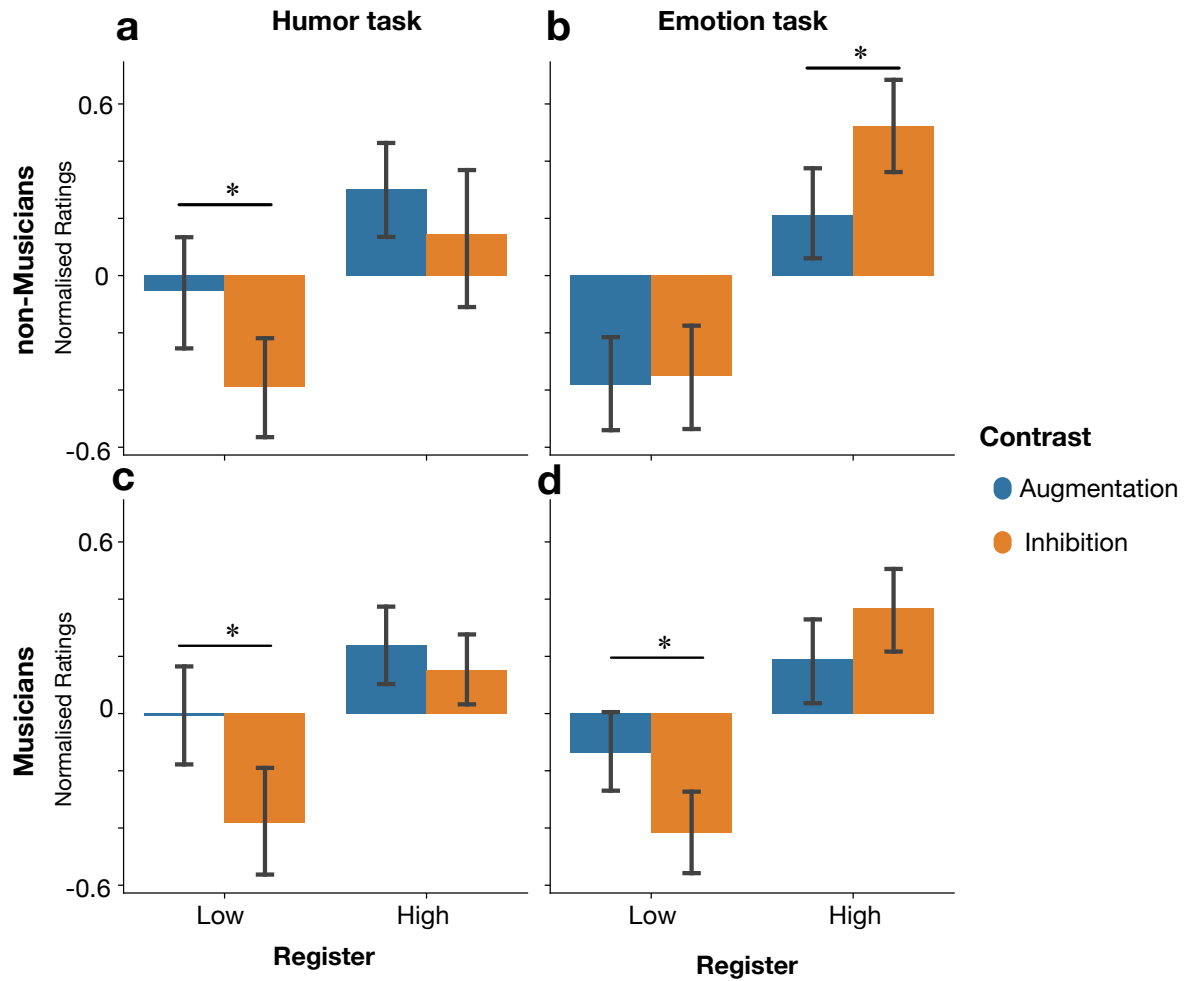 a
Humor task
b
Emotion task
non-Musicians
Normalised Ratings
0.6
0
-0.6
*
*
Contrast
Augmentation
Inhibition
c
d
Musicians
Normalised Ratings
0.6
0
-0.6
*
*
Low
High
Low
High
Register
Register